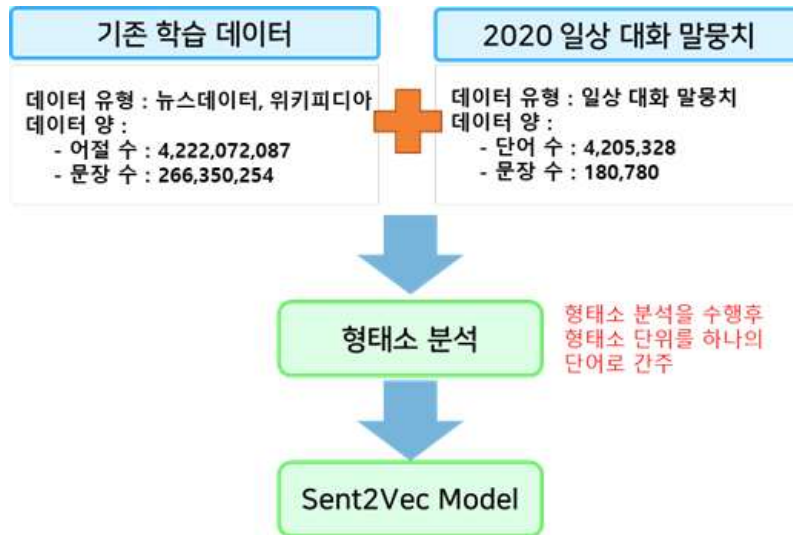 기존 학습 데이터
데이터 유형 : 뉴스데이터, 위키피디아
데이터 양 :
- 어절 수 : 4,222,072,087
- 문장 수 : 266,350,254
2020 일상 대화 말뭉치
데이터 유형 : 일상 대화 말뭉치
데이터 양 :
- 단어 수 : 4,205,328
- 문장 수 : 180,780
형태소 분석
형태소 분석을 수행후
형태소 단위를 하나의
단어로 간주
Sent2Vec Model